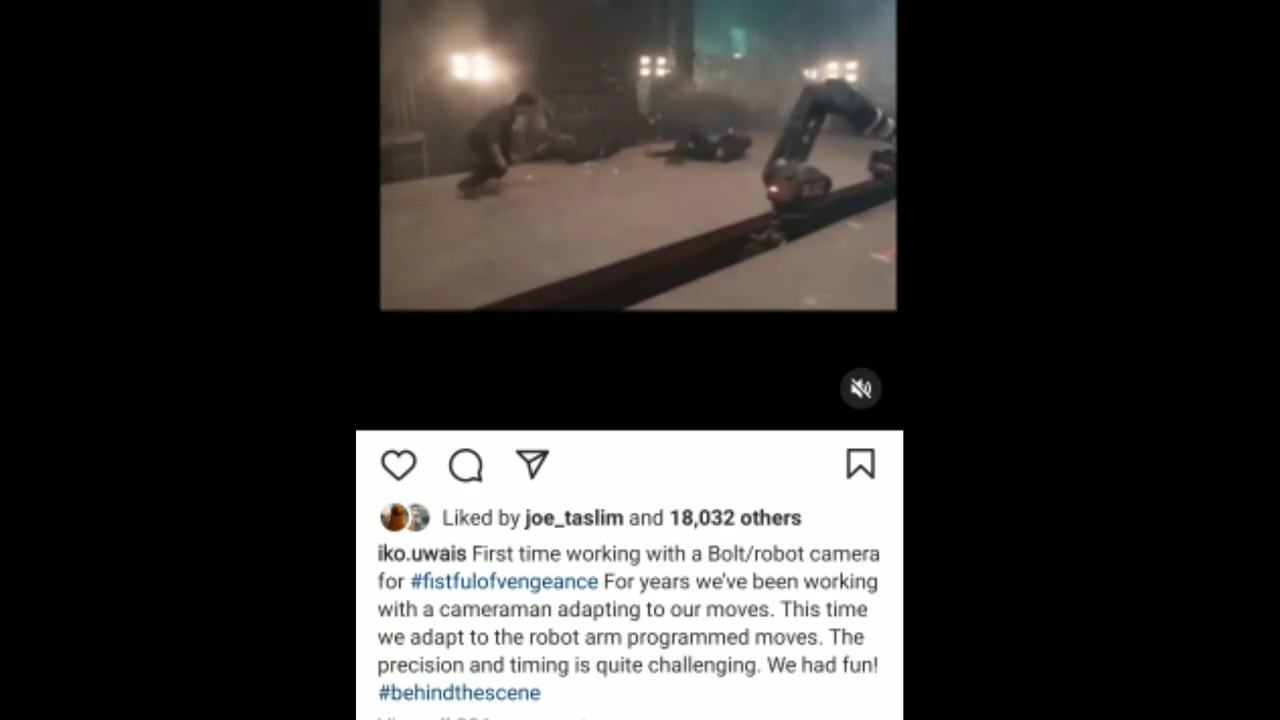 Liked by joe_taslim and 18,032 others
iko.uwais First time working with a Bolt/robot camera
for #fistfulofvengeance For years we've been working
with a cameraman adapting to our moves. This time
we adapt to the robot arm programmed moves. The
precision and timing is quite challenging. We had fun!
#behindthescene